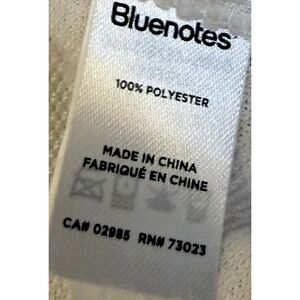 Bluenotes
100% POLYESTER
MADE IN CHINA
FABRIQUÉ EN CHINE
CA# 02985 RN# 73023